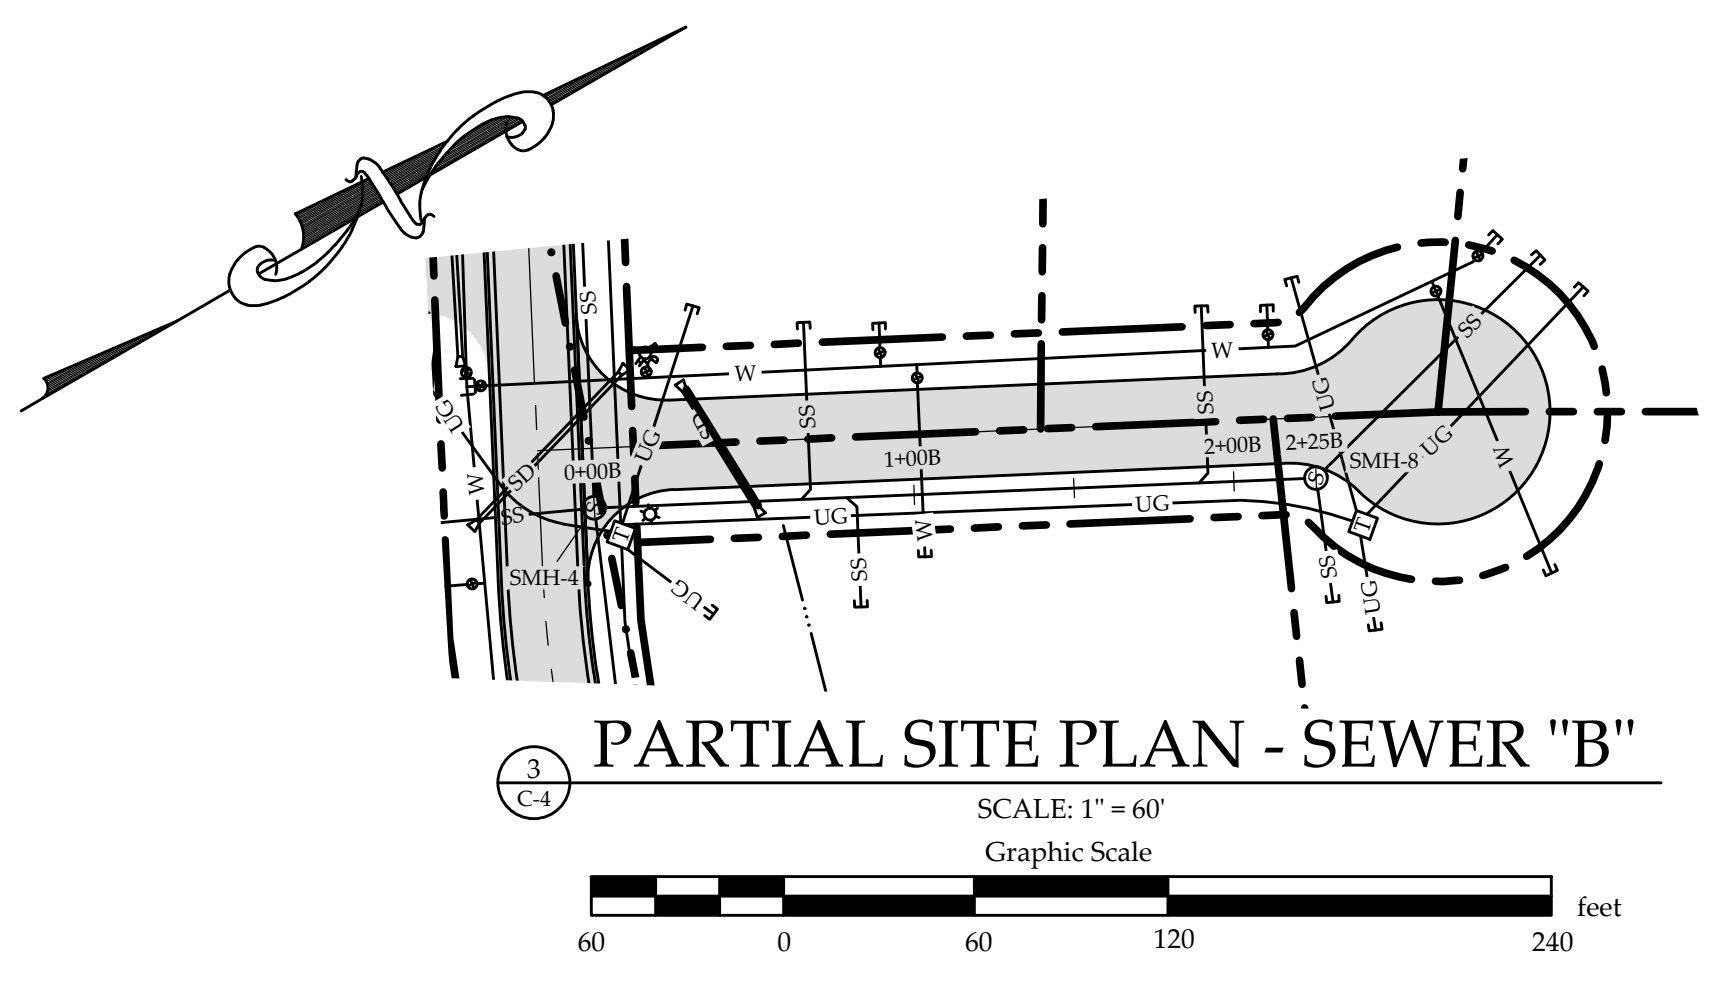 SS
W
W
SS
UG
UG
SS
SD
SS
UG
2+00B
2+25B
UG
1+00B
SMH-8
W
0+00B
SD
W
S
SS
S
UG
UG
T
W
T
SMH-4
SS
SS
UG
UG
PARTIAL SITE PLAN - SEWER "B"
3
C-4
SCALE: 1" = 60'
Graphic Scale
feet
60 0 60 120 240